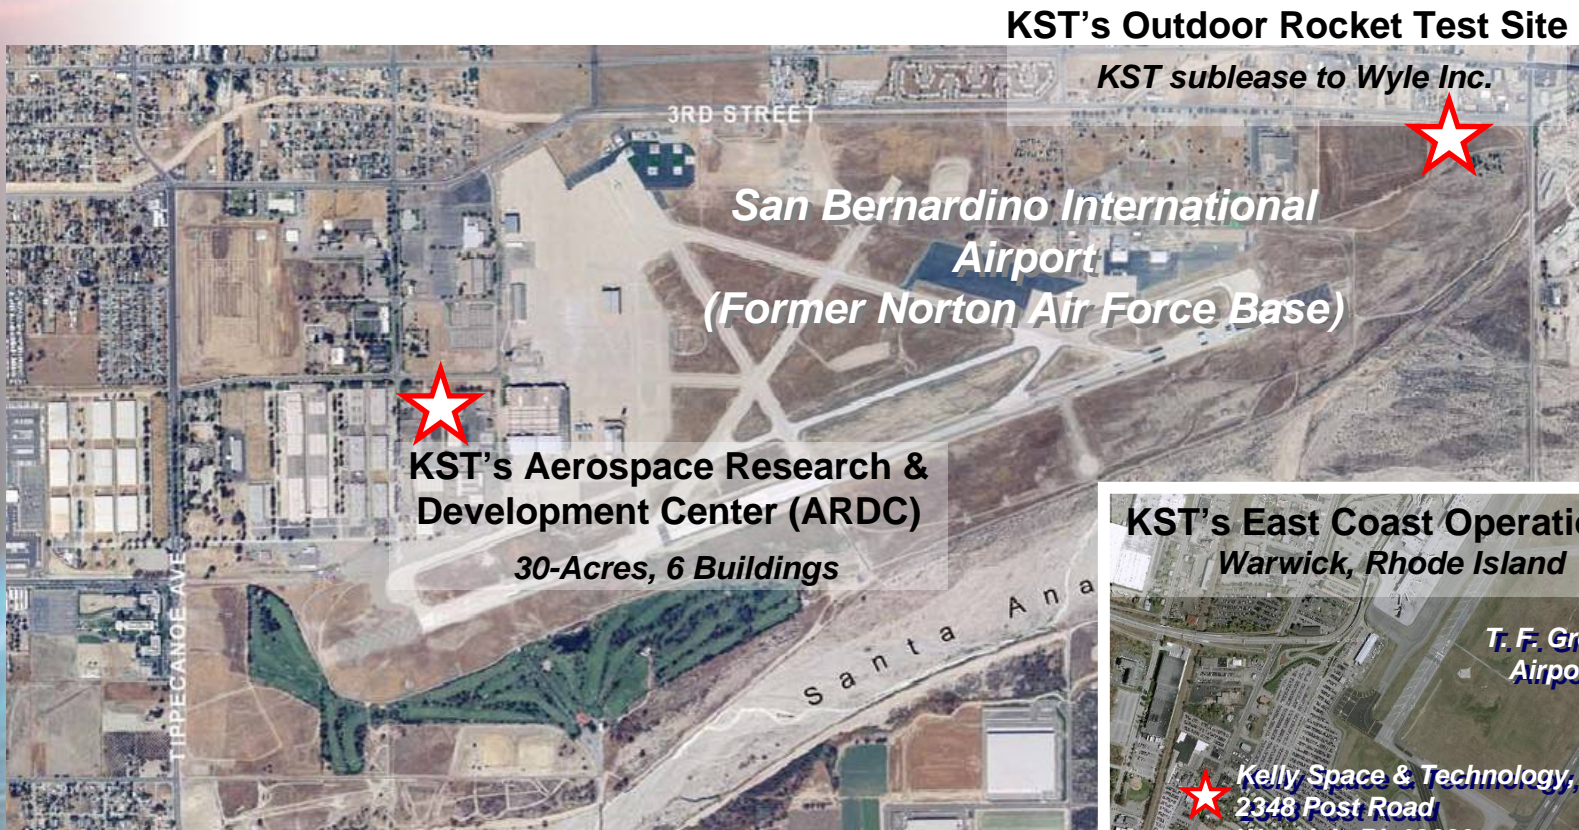 KST's Outdoor Rocket Test Site
KST sublease to Wyle Inc.
3RD STREET
San Bernardino International
Airport
(Former Norton Air Force Base)
KST's Aerospace Research &
Development Center (ARDC)
30-Acres, 6 Buildings
TIPPECANOE AVE
Santa Ana
KST's East Coast Operati
Warwick, Rhode Island
T. F. Gr
Airpo
Kelly Space & Technology,
2348 Post Road